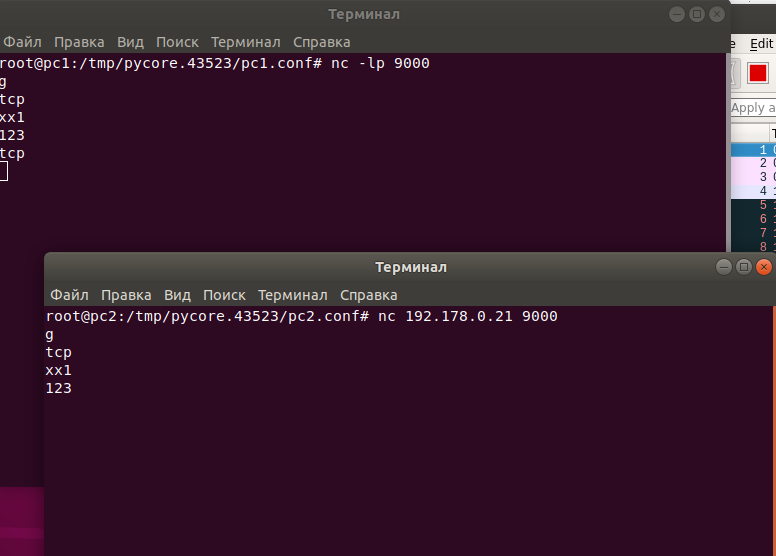 Терминал
Файл Правка Вид Поиск Терминал Справка
root@pc1:/tmp/pycore.43523/pc1.conf# nc -lp 9000
g
tcp
xx1
123
tcp
Edit
Apply a
1
2
3
4
5
6
7
8
Терминал
Файл Правка Вид Поиск Терминал Справка
root@pc2:/tmp/pycore.43523/pc2.conf# nc 192.178.0.21 9000
g
tcp
xx1
123